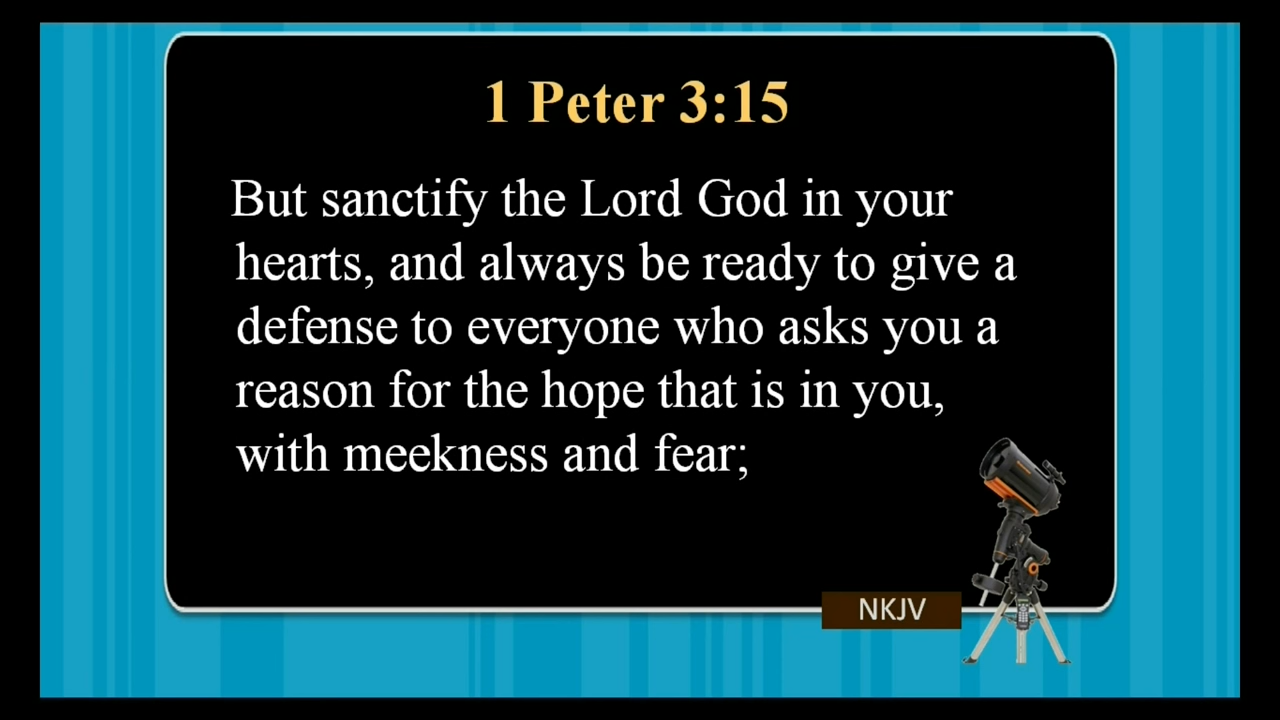 1 Peter 3:15
But sanctify the Lord God in your
hearts, and always be ready to give a
defense to everyone who asks you a
reason for the hope that is in you,
with meekness and fear;
NKJV